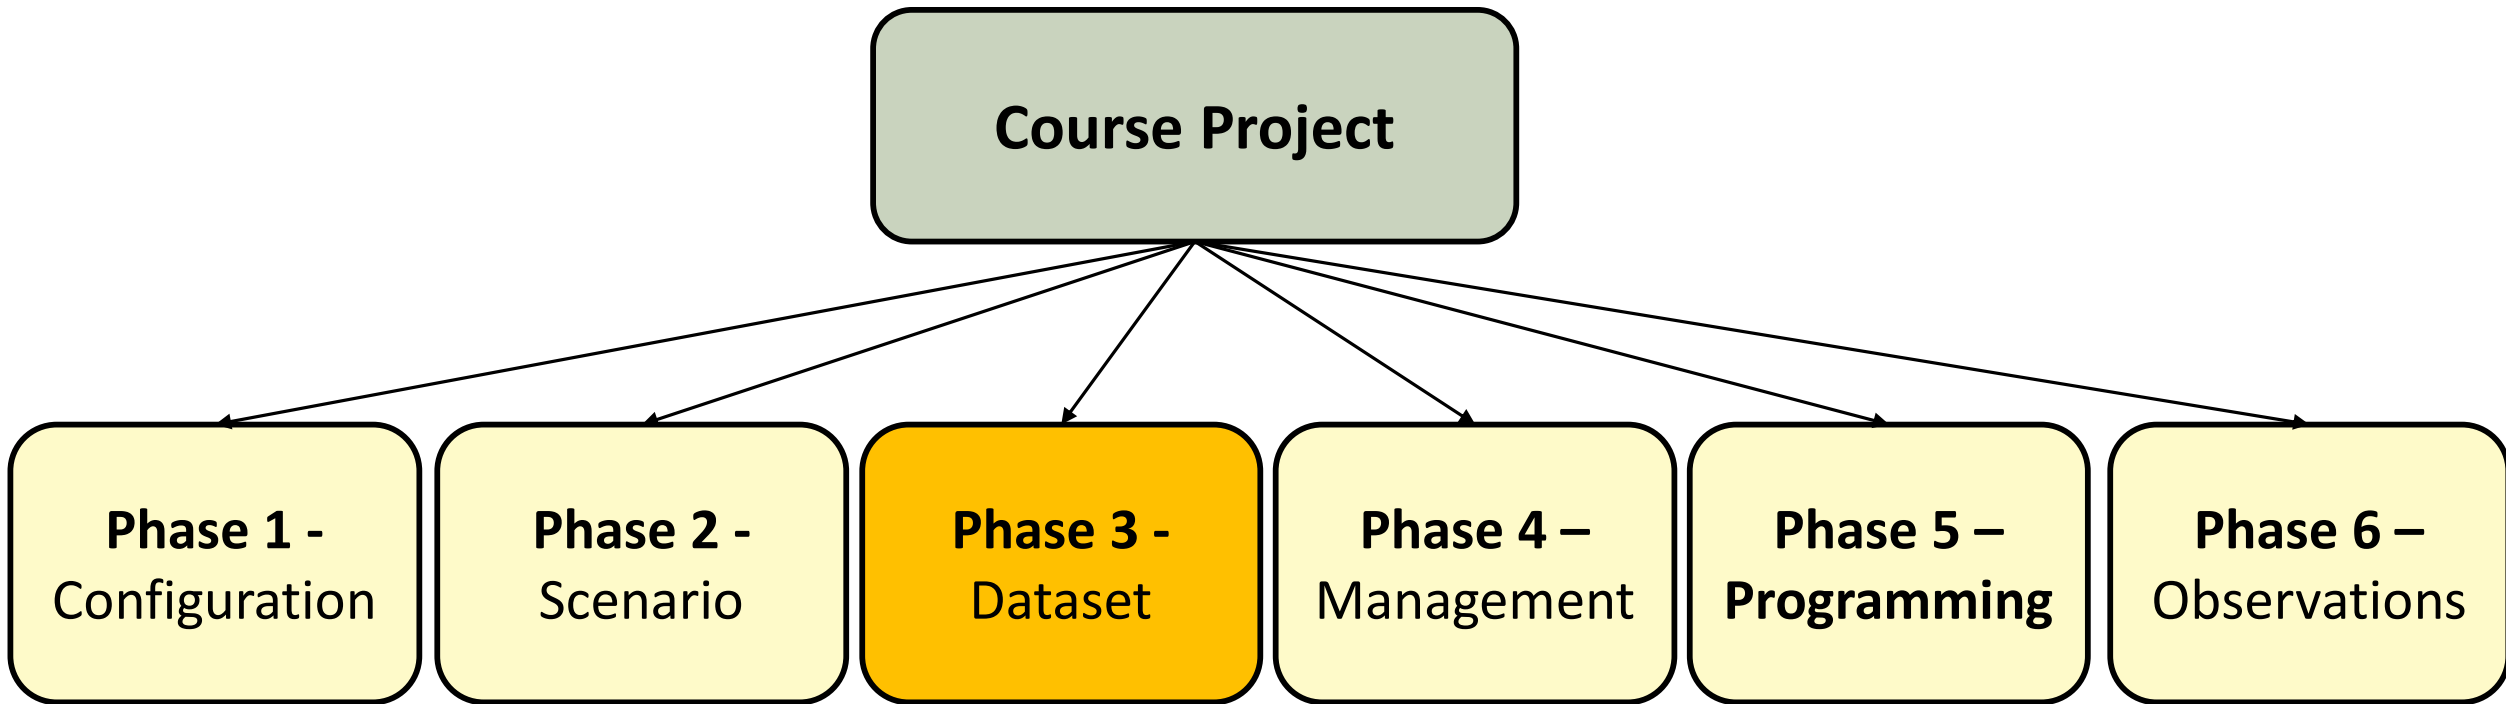 Course Project
Phase 1 -
Configuration
Phase 2 -
Scenario
Phase 3 -
Dataset
Phase 4 –
Management
Phase 5 –
Programming
Phase 6 –
Observations